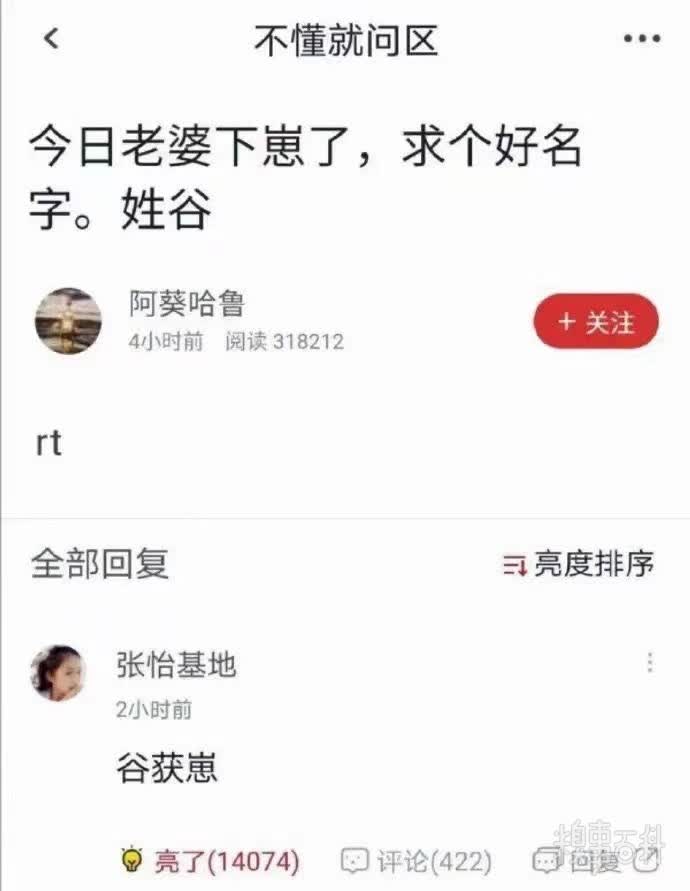 不懂就问区
今日老婆下崽了，求个好名
字。姓谷
阿葵哈鲁
+ 关注
4小时前 阅读 318212
rt
全部回复
亮度排序
张怡基地
2小时前
谷获崽
亮了(14074)
评论(422)
回复